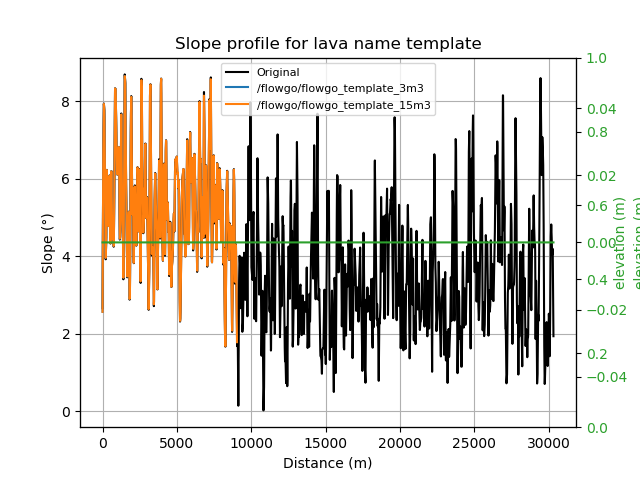 Slope profile for lava name template
Original
/flowgo/flowgo_template_3m3
/flowgo/flowgo_template_15m3
Slope (°)
8
6
4
2
0
0
5000
10000
15000
20000
25000
30000
Distance (m)
1.0
0.04
0.8
0.02
0.6
0.00
0.4
−0.02
0.2
−0.04
0.0
elevation (m)
elevation (m)